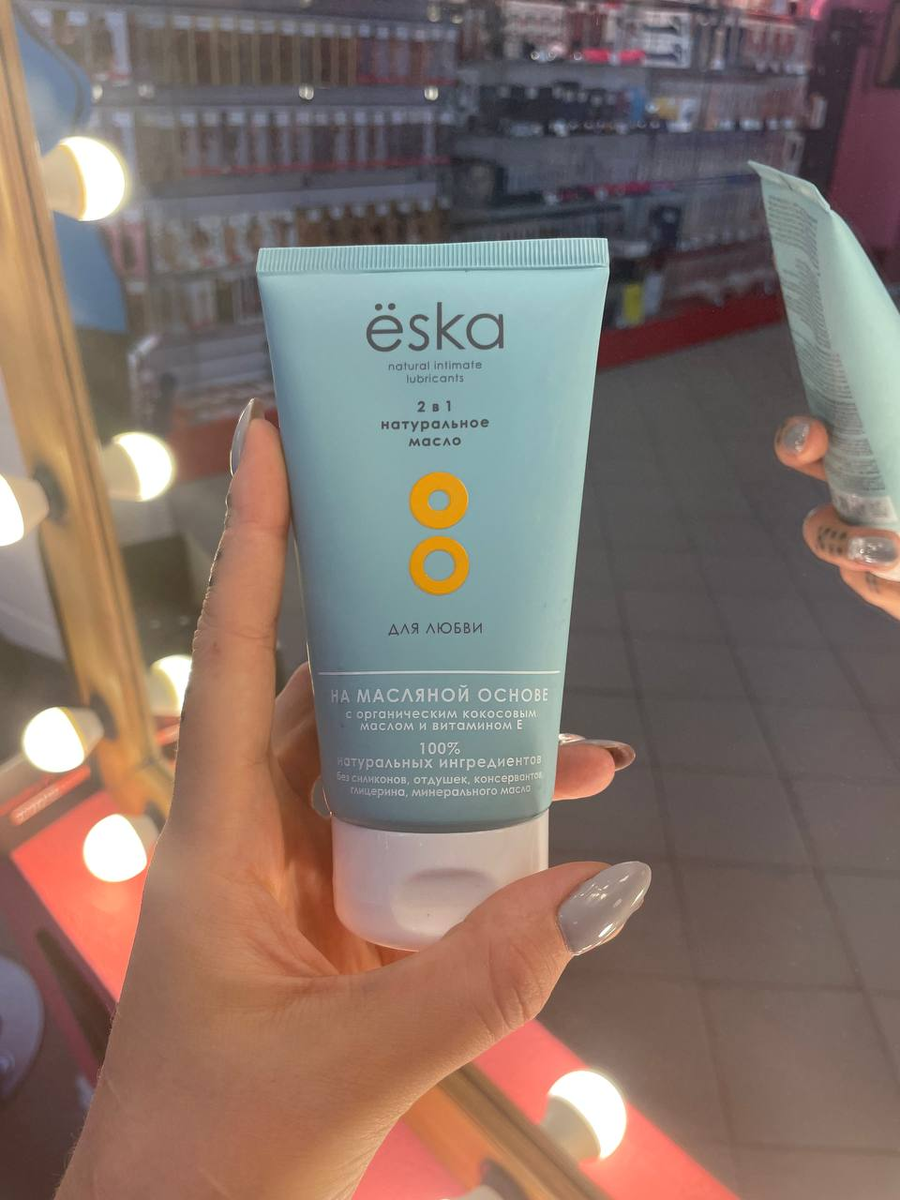 ëska
natural intimate
lubricants
2 в 1
натуральное
масло
ДЛЯ ЛЮБВИ
НА МАСЛЯНОЙ ОСНОВЕ
с органическим кокосовым
маслом и витамином Е
100%
натуральных ингредиентов
без силиконов, отдушек, консервантов,
глицерина, минерального масла